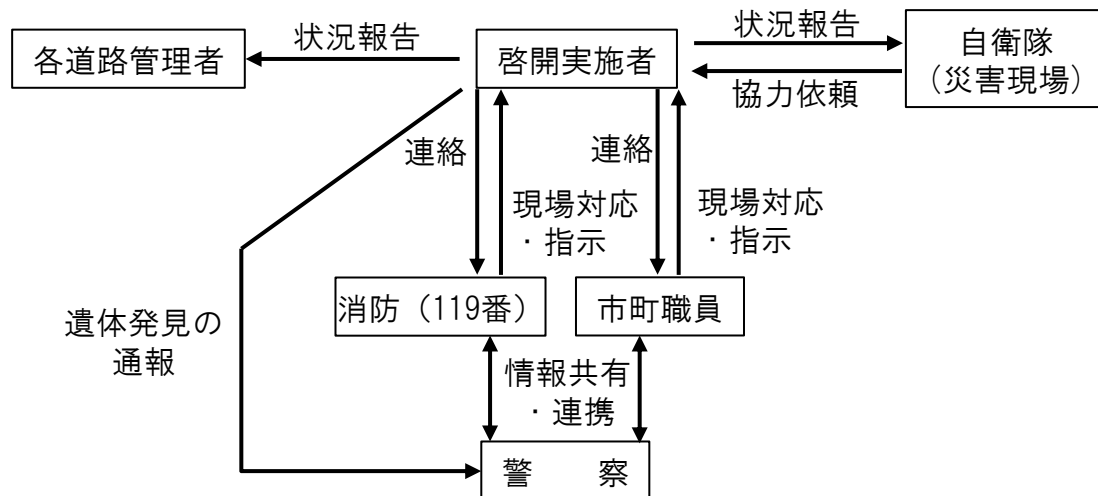 状況報告
状況報告
各道路管理者
啓開実施者
自衛隊
（災害現場）
協力依頼
連絡
連絡
現場対応
・指示
現場対応
・指示
消防（119番）
市町職員
遺体発見の
通報
情報共有
・連携
警　　察